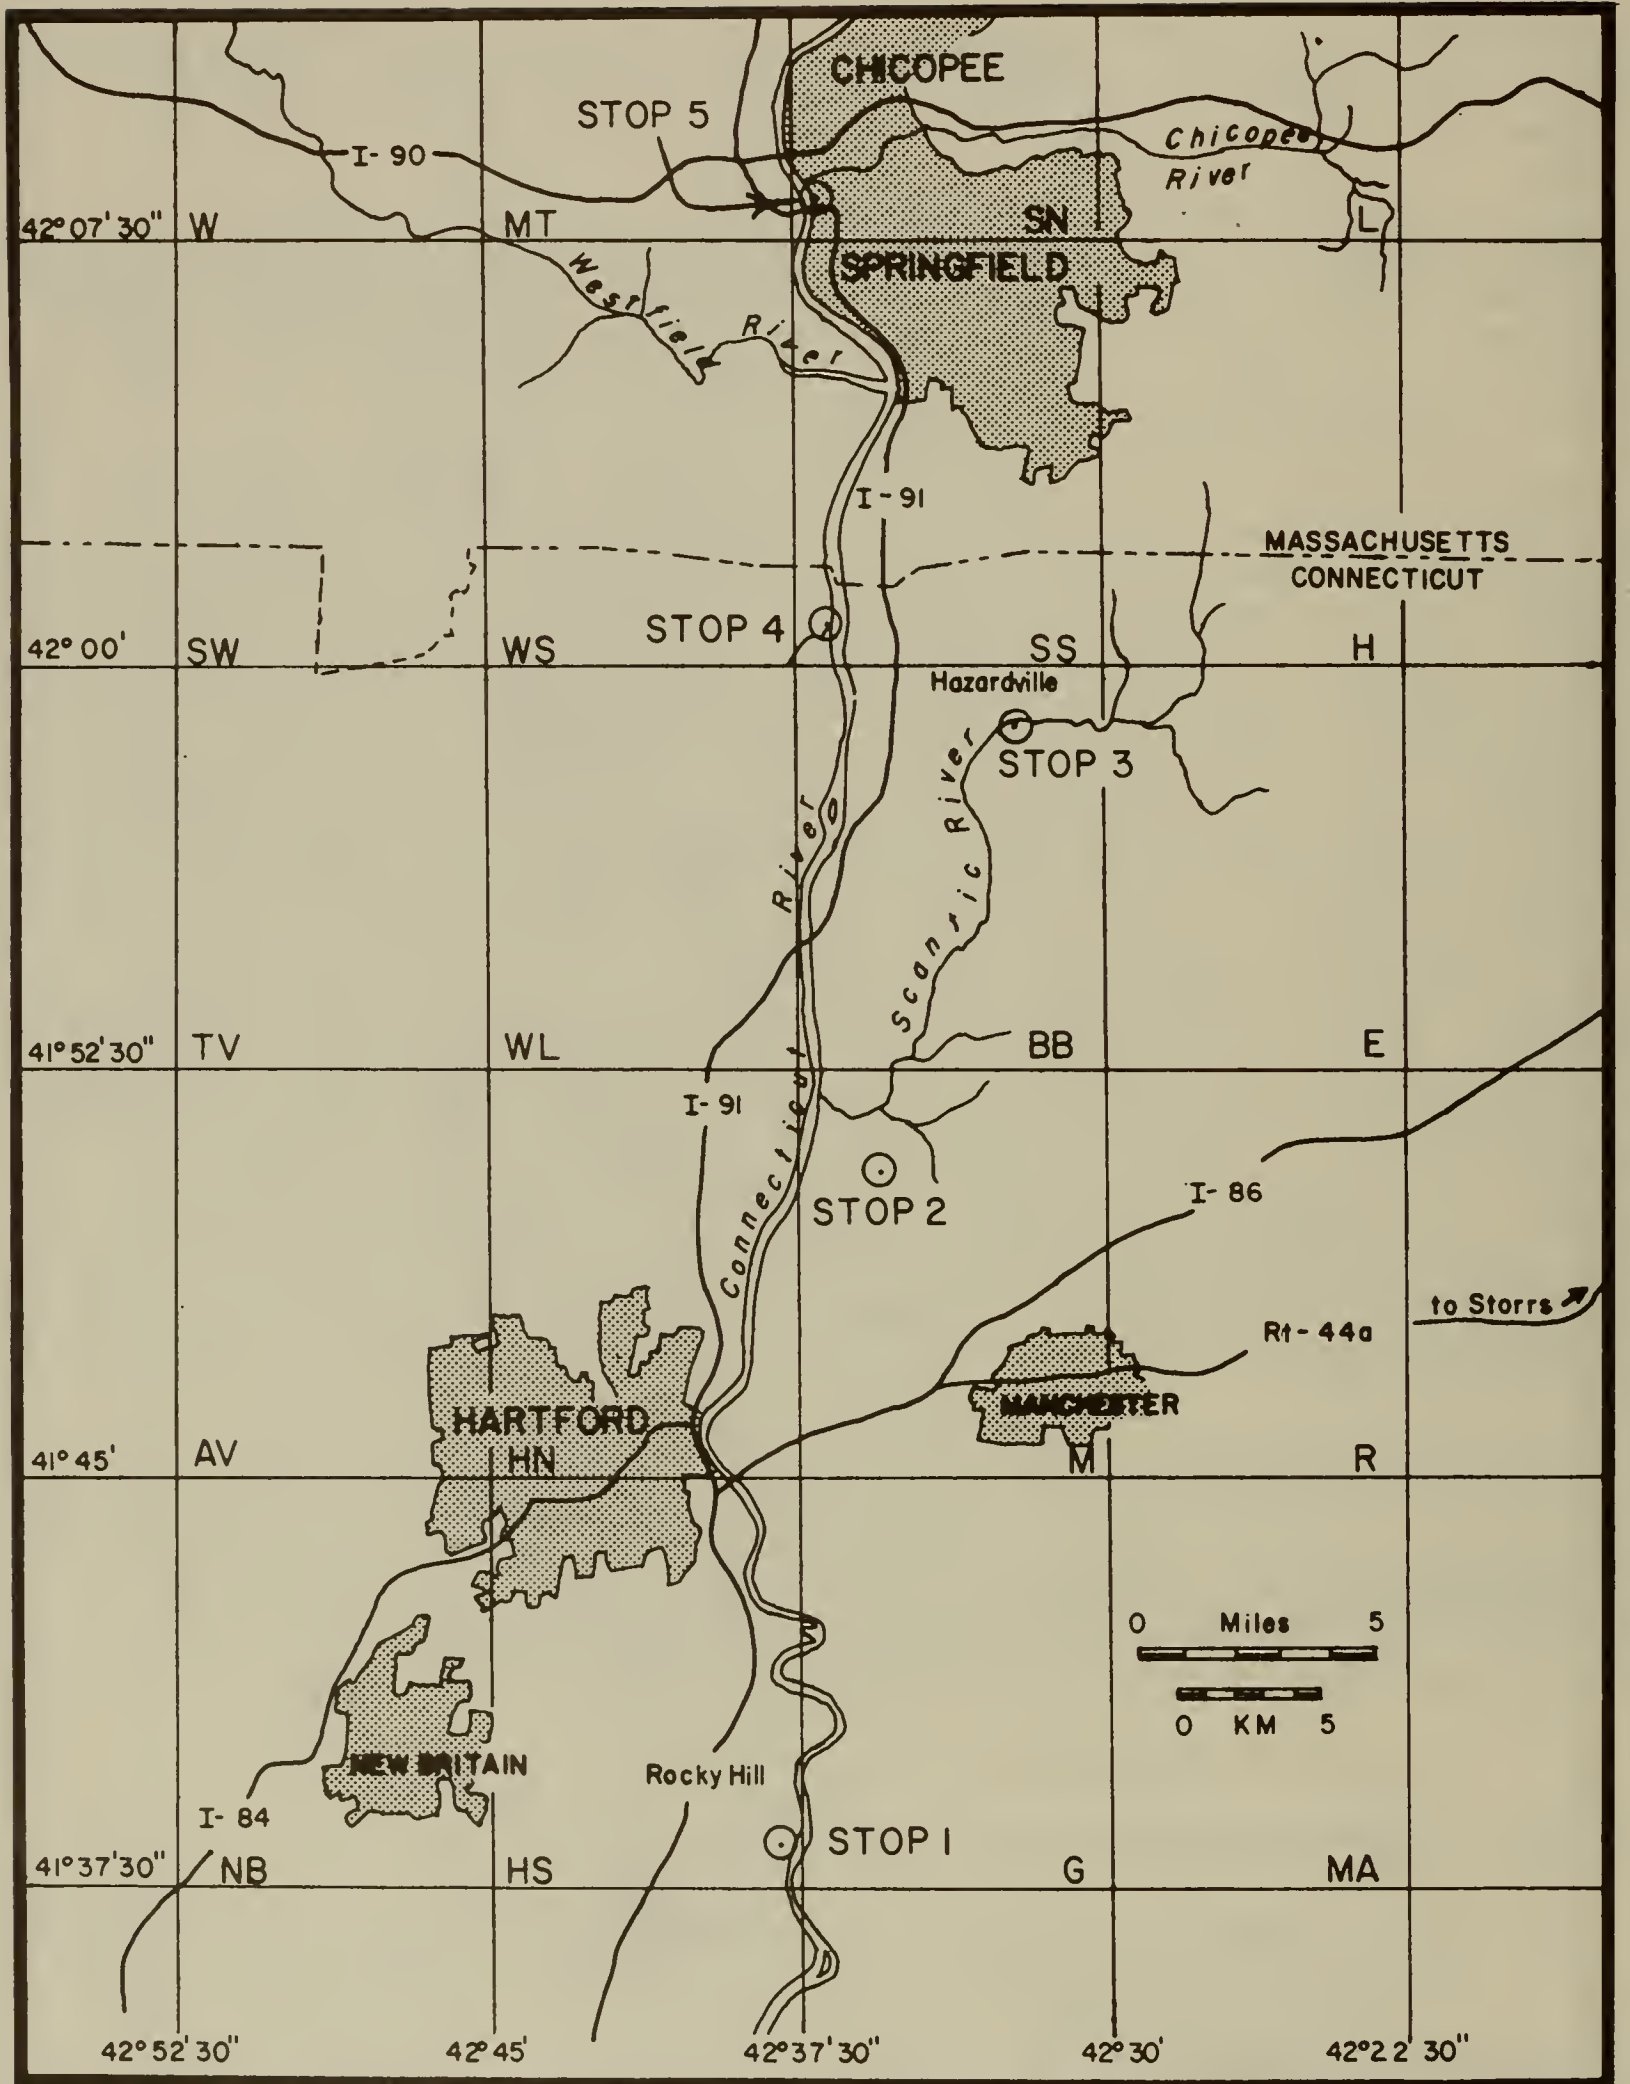 CHICOPEE
STOP 5
I-90
Chicopee
River
42°07'30" W MT SN L
SPRINGFIELD
Westfield River
I-91
MASSACHUSETTS
CONNECTICUT
STOP 4
42°00' SW WS SS H
Hazardville
STOP 3
Scantic River
Connecticut River
41°52'30" TV WL BB E
I-91
I-86
STOP 2
to Storrs
Rt-44a
MANCHESTER
HARTFORD
41°45' AV HN M R
0 Miles 5
0 KM 5
NEW BRITAIN
Rocky Hill
I-84
STOP 1
41°37'30" NB HS G MA
42°52'30" 42°45' 42°37'30" 42°30' 42°22'30"